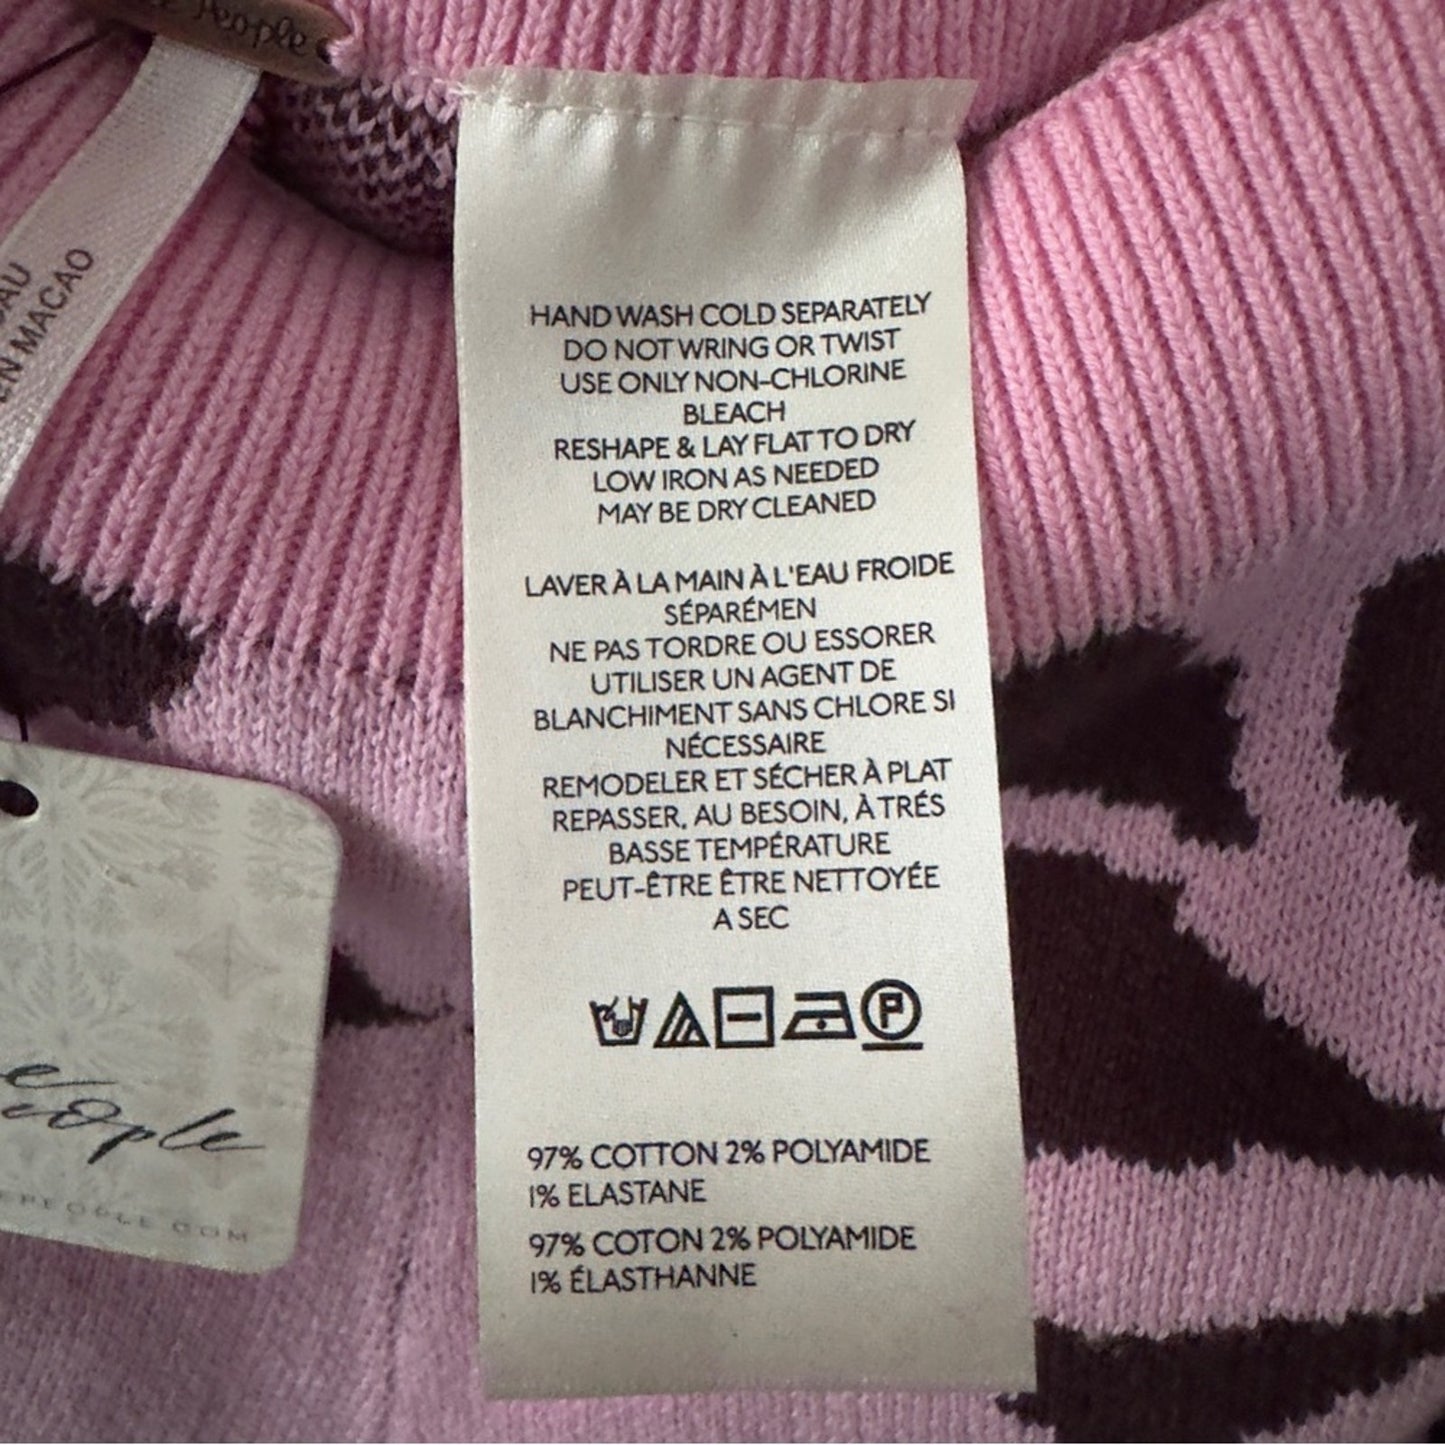 People
EN MACAO
HAND WASH COLD SEPARATELY
DO NOT WRING OR TWIST
USE ONLY NON-CHLORINE
BLEACH
RESHAPE & LAY FLAT TO DRY
LOW IRON AS NEEDED
MAY BE DRY CLEANED
LAVER À LA MAIN À L'EAU FROIDE
SÉPARÉMEN
NE PAS TORDRE OU ESSORER
UTILISER UN AGENT DE
BLANCHIMENT SANS CHLORE SI
NÉCESSAIRE
REMODELER ET SÉCHER À PLAT
REPASSER, AU BESOIN, À TRÉS
BASSE TEMPÉRATURE
PEUT-ÊTRE ÊTRE NETTOYÉE
A SEC
P
97% COTTON 2% POLYAMIDE
1% ELASTANE
97% COTON 2% POLYAMIDE
1% ÉLASTHANNE
eople
EPEOPLE.COM